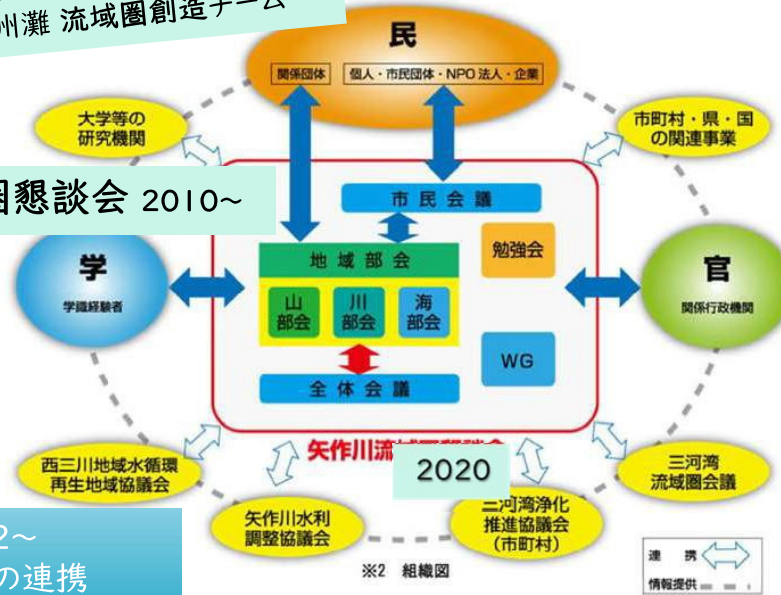 州灘 流域圏創造チーム
民
関係団体
個人・市民団体・NPO法人・企業
大学等の
研究機関
市町村・県・国
の関連事業
圏懇談会 2010~
市民会議
勉強会
学
学識経験者
地域部会
山
部会
川
部会
海
部会
官
関係行政機関
WG
全体会議
矢作川流
2020
西三川地域水循環
再生地域協議会
三河湾
流域圏会議
矢作川水利
調整協議会
三河湾浄化
推進協議会
(市町村)
2~
の連携
※2 組織図
連携
情報提供